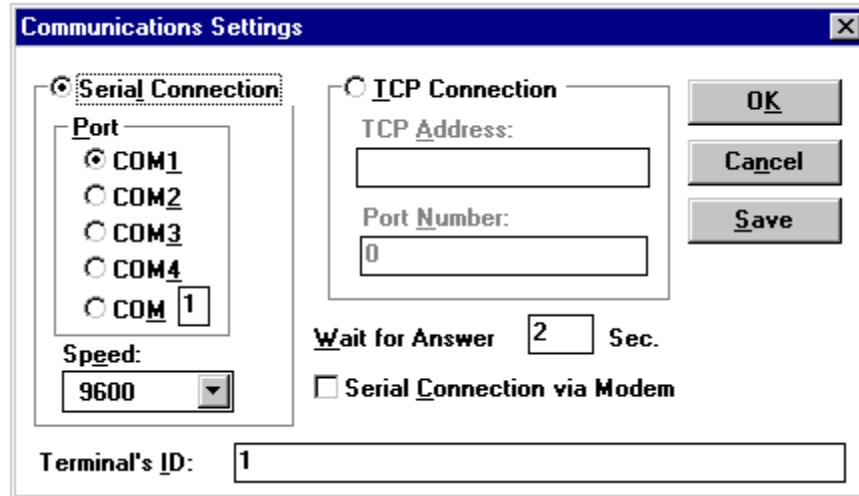 Communications Settings
Serial Connection
Port
COM1
COM2
COM3
COM4
COM 1
Speed:
9600
TCP Connection
TCP Address:
Port Number:
0
Wait for Answer 2 Sec.
Serial Connection via Modem
OK
Cancel
Save
Terminal's ID: 1